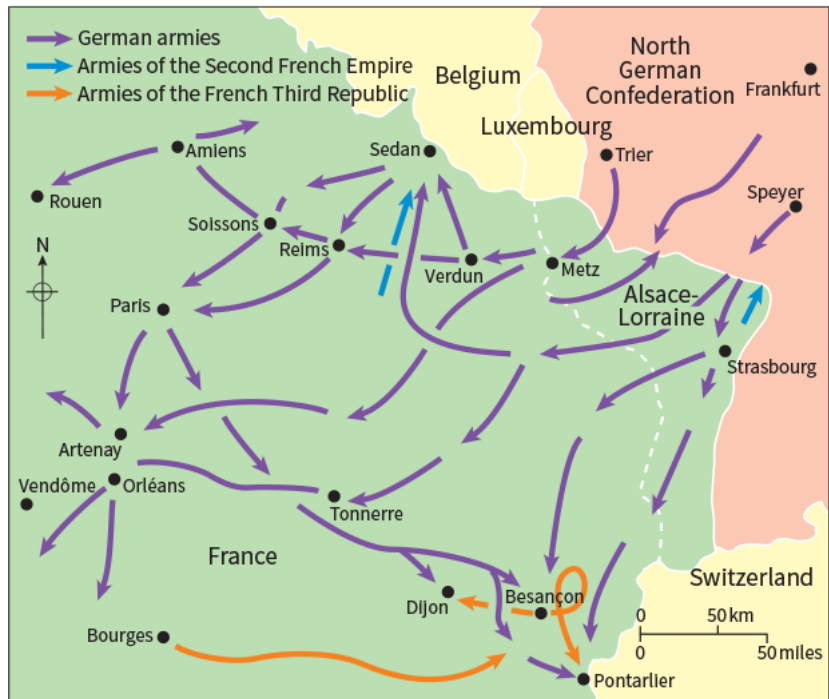 German armies
Armies of the Second French Empire
Armies of the French Third Republic
Belgium
North
German
Confederation
Frankfurt
Luxembourg
Amiens
Sedan
Trier
Rouen
Speyer
Soissons
N
Reims
Verdun
Metz
Paris
Alsace-
Lorraine
Strasbourg
Artenay
Vendôme
Orléans
Tonnerre
France
Switzerland
Dijon
Besançon
0 50 km
0 50 miles
Bourges
Pontarlier